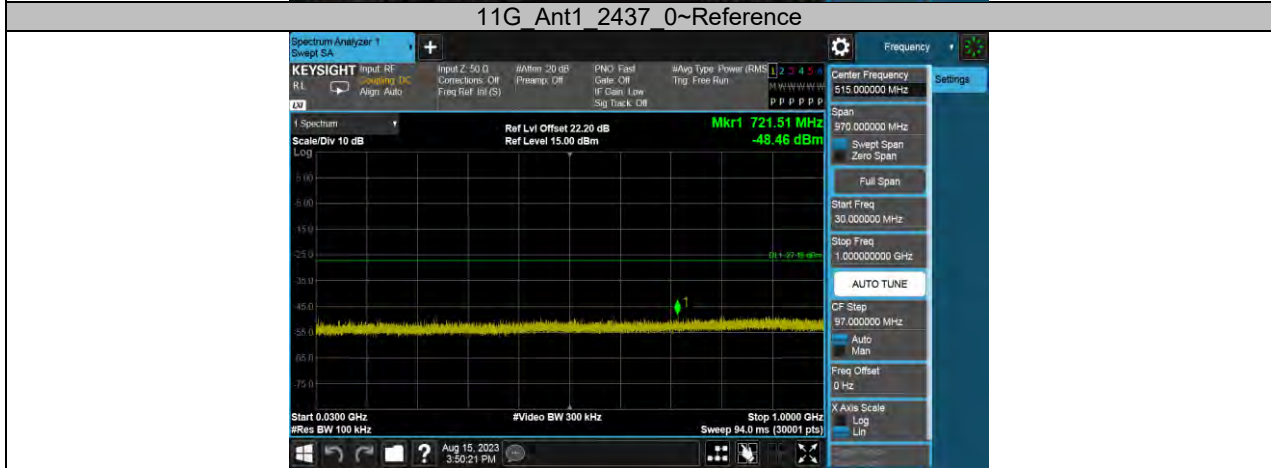 11G_Ant1_2437_0~Reference
Spectrum Analyzer 1
Swept SA
+
Frequency
KEYSIGHT
Input: RF
Coupling: DC
Align: Auto
Input Z: 50 Ω
Corrections: Off
Freq Ref: Int (S)
#Atten: 20 dB
Preamp: Off
PNO: Fast
Gate: Off
IF Gain: Low
Sig Track: Off
#Avg Type: Power (RMS
Trig: Free Run
1 2 3 4 5 6
M W W W W W
P P P P P P
RL
LXI
Center Frequency
515.000000 MHz
Settings
1 Spectrum
Scale/Div 10 dB
Log
Ref Lvl Offset 22.20 dB
Ref Level 15.00 dBm
Mkr1 721.51 MHz
-48.46 dBm
Span
970.000000 MHz
Swept Span
Zero Span
Full Span
Start Freq
30.000000 MHz
Stop Freq
1.000000000 GHz
AUTO TUNE
CF Step
97.000000 MHz
Auto
Man
Freq Offset
0 Hz
X Axis Scale
Log
Lin
5.00
-5.00
-15.0
-25.0
-35.0
-45.0
-55.0
-65.0
-75.0
1
Start 0.0300 GHz
#Res BW 100 kHz
#Video BW 300 kHz
Stop 1.0000 GHz
Sweep 94.0 ms (30001 pts)
?
Aug 15, 2023
3:50:21 PM